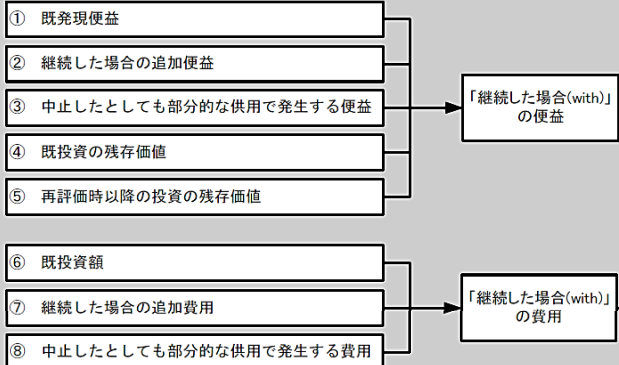 ① 既発現便益
② 継続した場合の追加便益
③ 中止したとしても部分的な供用で発生する便益
④ 既投資の残存価値
⑤ 再評価時以降の投資の残存価値
「継続した場合(with)」
の便益
⑥ 既投資額
⑦ 継続した場合の追加費用
⑧ 中止したとしても部分的な供用で発生する費用
「継続した場合(with)」
の費用